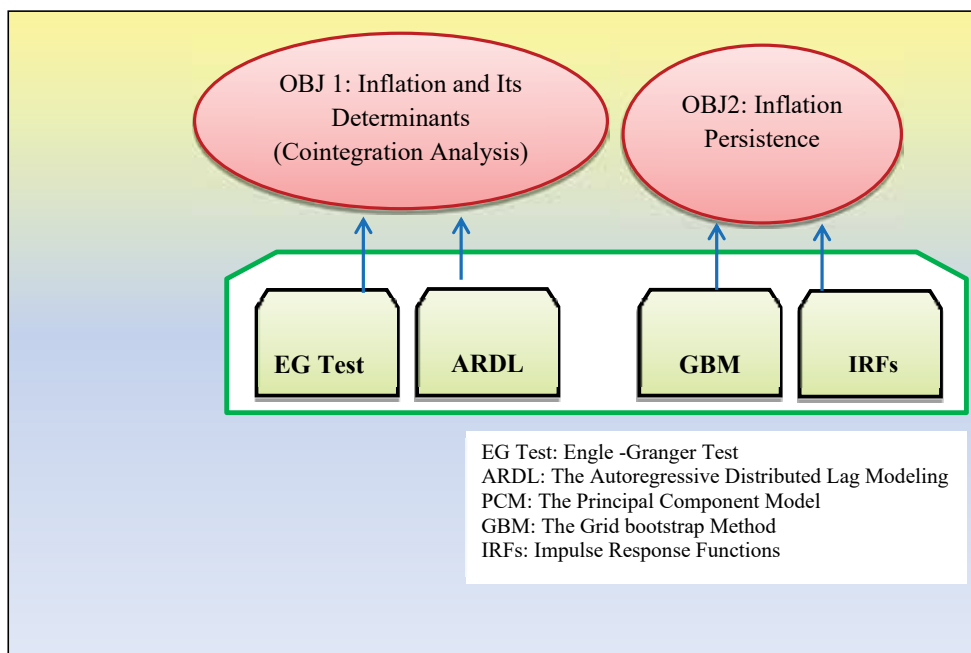 OBJ 1: Inflation and Its
Determinants
(Cointegration Analysis)
OBJ2: Inflation
Persistence
EG Test
ARDL
GBM
IRFs
EG Test: Engle -Granger Test
ARDL: The Autoregressive Distributed Lag Modeling
PCM: The Principal Component Model
GBM: The Grid bootstrap Method
IRFs: Impulse Response Functions